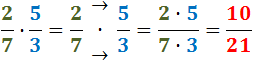 2/7 · 5/3 = 2/7 → · → 5/3 = 2 · 5 / 7 · 3 = 10/21